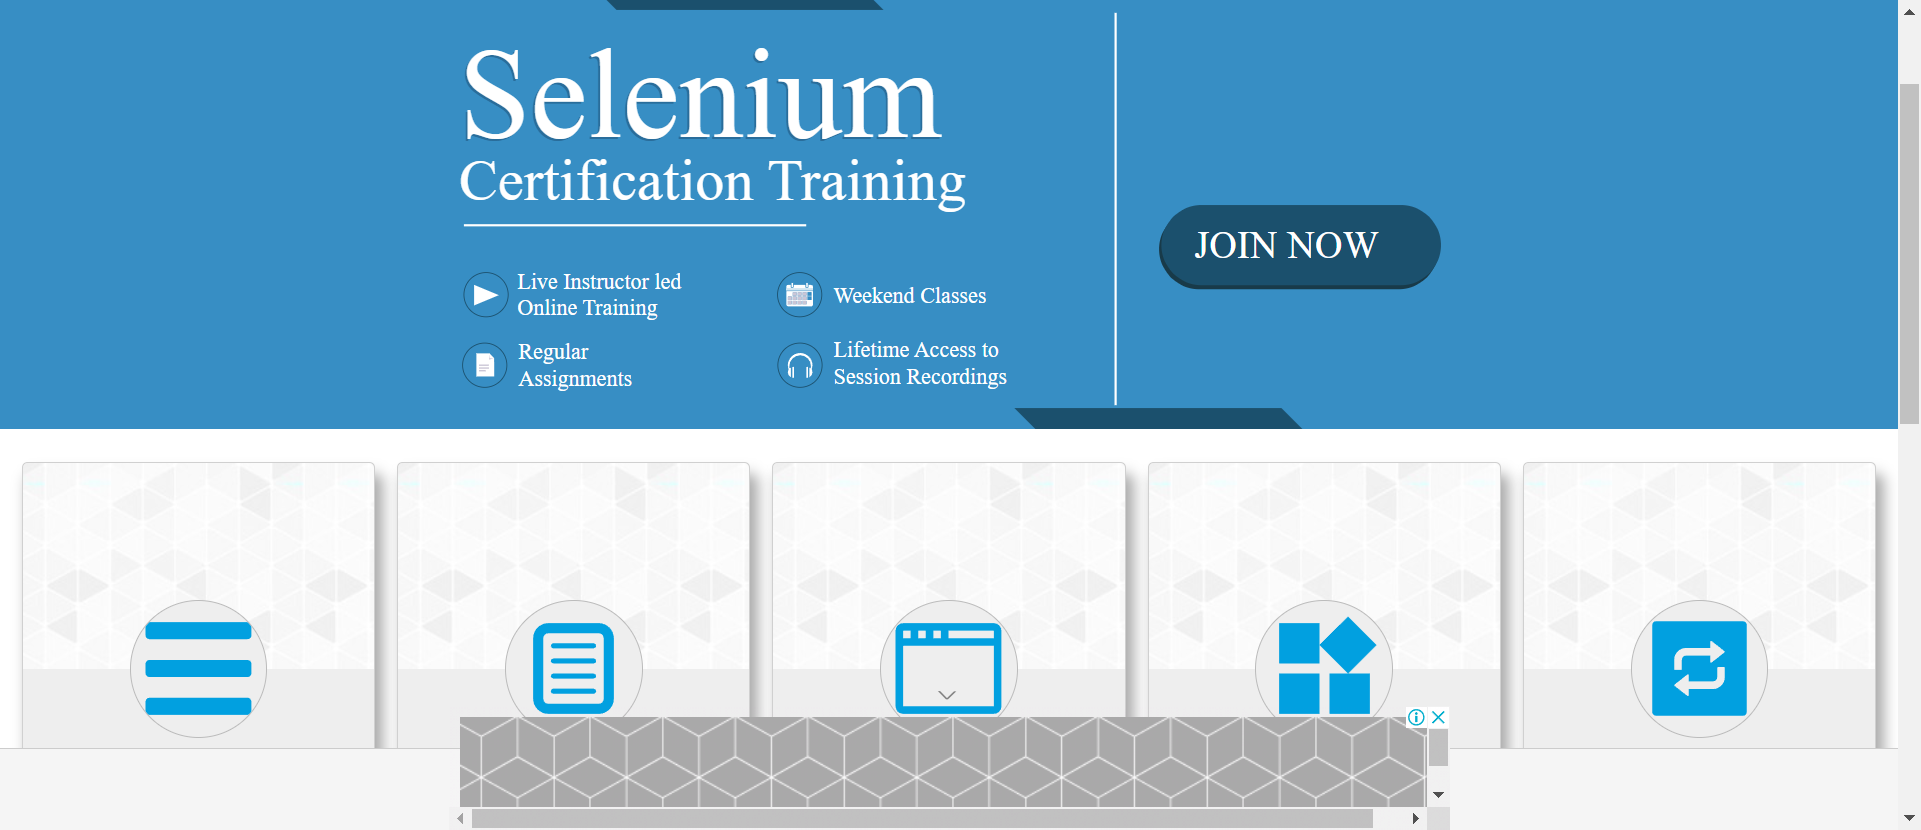 Selenium
Certification Training
JOIN NOW
Live Instructor led
Online Training
Weekend Classes
Regular
Assignments
Lifetime Access to
Session Recordings